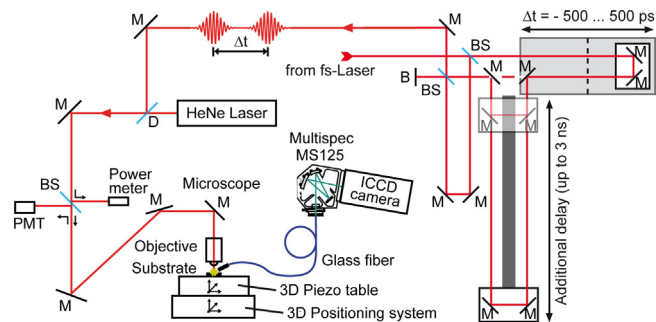 Δt = - 500 ... 500 ps
M
M
Δt
BS
M
from fs-Laser
M
M
B
BS
M
M
M
HeNe Laser
D
M
M
Multispec
MS125
ICCD
camera
BS
Power
meter
Microscope
M
M
M
M
PMT
Objective
Glass fiber
Substrate
M
3D Piezo table
3D Positioning system
M
M
Additional delay (up to 3 ns)